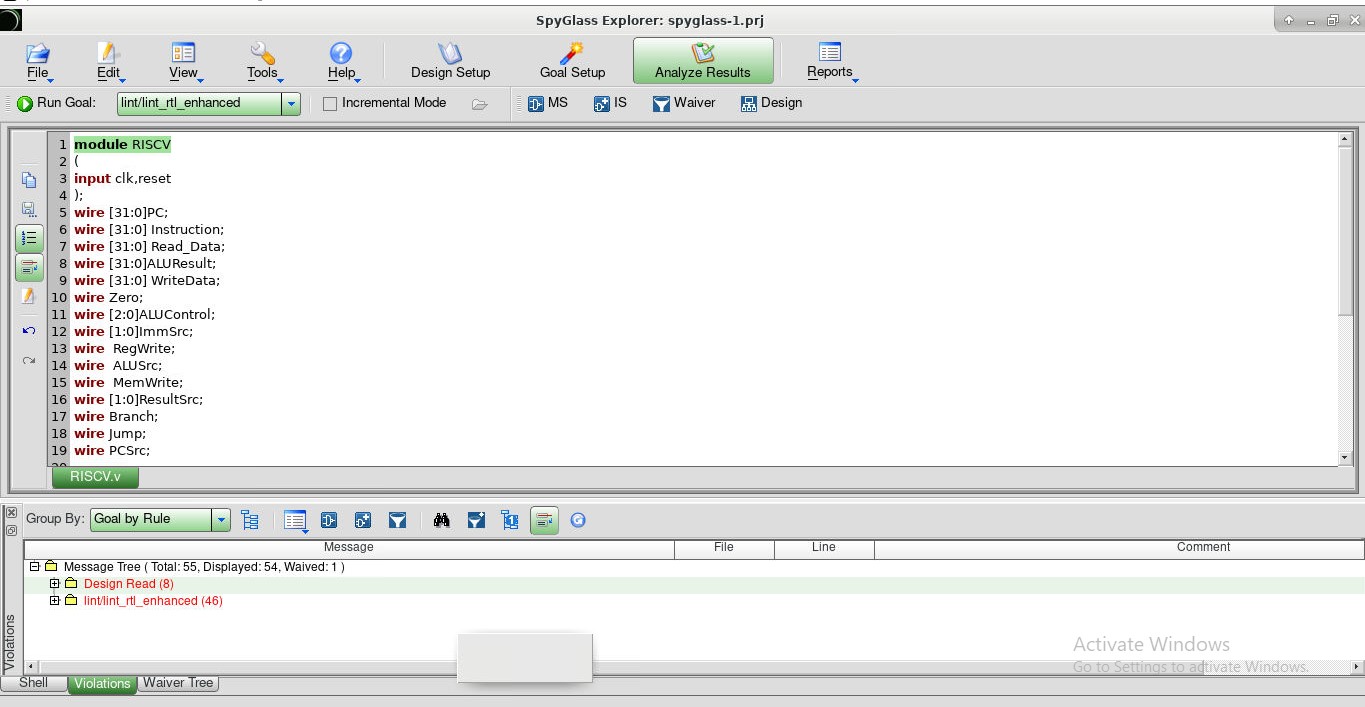 SpyGlass Explorer: spyglass-1.prj
File Edit View Tools Help Design Setup Goal Setup Analyze Results Reports
Run Goal: lint/lint_rtl_enhanced Incremental Mode MS IS Waiver Design
1 module RISCV
2 (
3 input clk,reset
4 );
5 wire [31:0]PC;
6 wire [31:0] Instruction;
7 wire [31:0] Read_Data;
8 wire [31:0]ALUResult;
9 wire [31:0] WriteData;
10 wire Zero;
11 wire [2:0]ALUControl;
12 wire [1:0]ImmSrc;
13 wire  RegWrite;
14 wire  ALUSrc;
15 wire  MemWrite;
16 wire [1:0]ResultSrc;
17 wire Branch;
18 wire Jump;
19 wire PCSrc;
20
RISCV.v
Group By: Goal by Rule
Message File Line Comment
Message Tree ( Total: 55, Displayed: 54, Waived: 1 )
Design Read (8)
lint/lint_rtl_enhanced (46)
Violations
Activate Windows
Go to Settings to activate Windows.
Shell Violations Waiver Tree